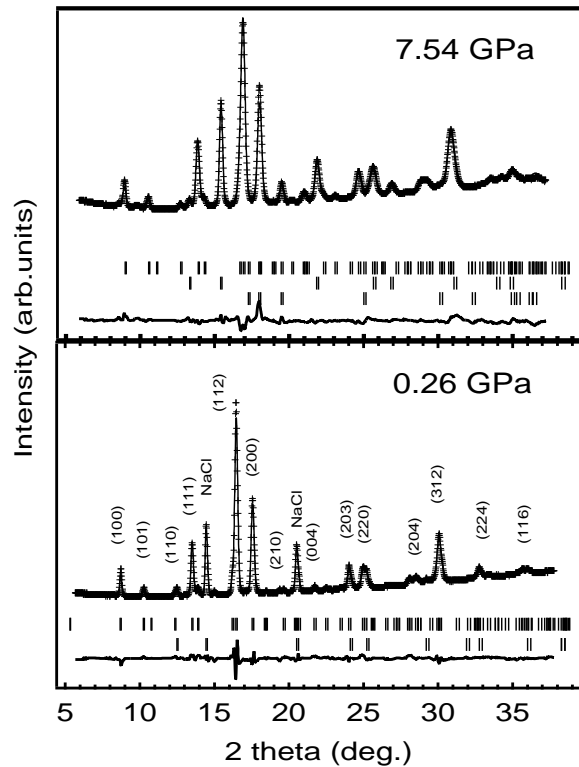 7.54 GPa
Intensity (arb.units)
0.26 GPa
(100)
(101)
(110)
(111)
NaCl
(112)
(200)
(210)
NaCl
(004)
(203)
(220)
(204)
(312)
(224)
(116)
5 10 15 20 25 30 35
2 theta (deg.)